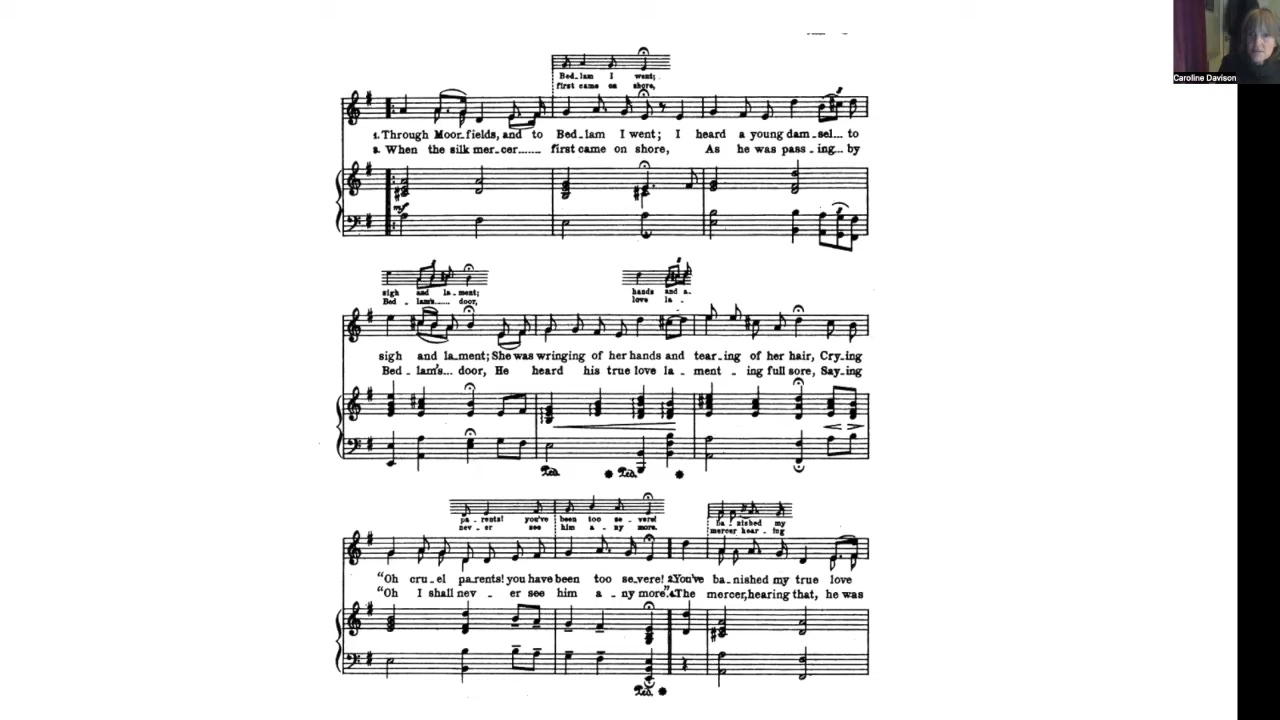 Caroline Davison
Bed-lam I went;
first came on shore,
1. Through Moor-fields, and to Bed-lam I went; I heard a young dam-sel... to
3. When the silk mer-cer....... first came on shore, As he was pass-ing... by
mf
sigh and la-ment;
Bed-lam's...... door,
hands and a-
love la-
sigh and la-ment; She was wringing of her hands and tear-ing of her hair, Cry-ing
Bed-lam's... door, He heard his true love la-ment-ing full sore, Say-ing
Ped. * Ped. *
pa-rents! you've been too se-vere!
nev-er see him a-ny more.
ba-nished my
mercer hear-ing
"Oh cru-el pa-rents! you have been too se-vere! 2. You've ba-nished my true love
"Oh I shall nev-er see him a-ny more." 4. The mercer, hearing that, he was
Ped. *